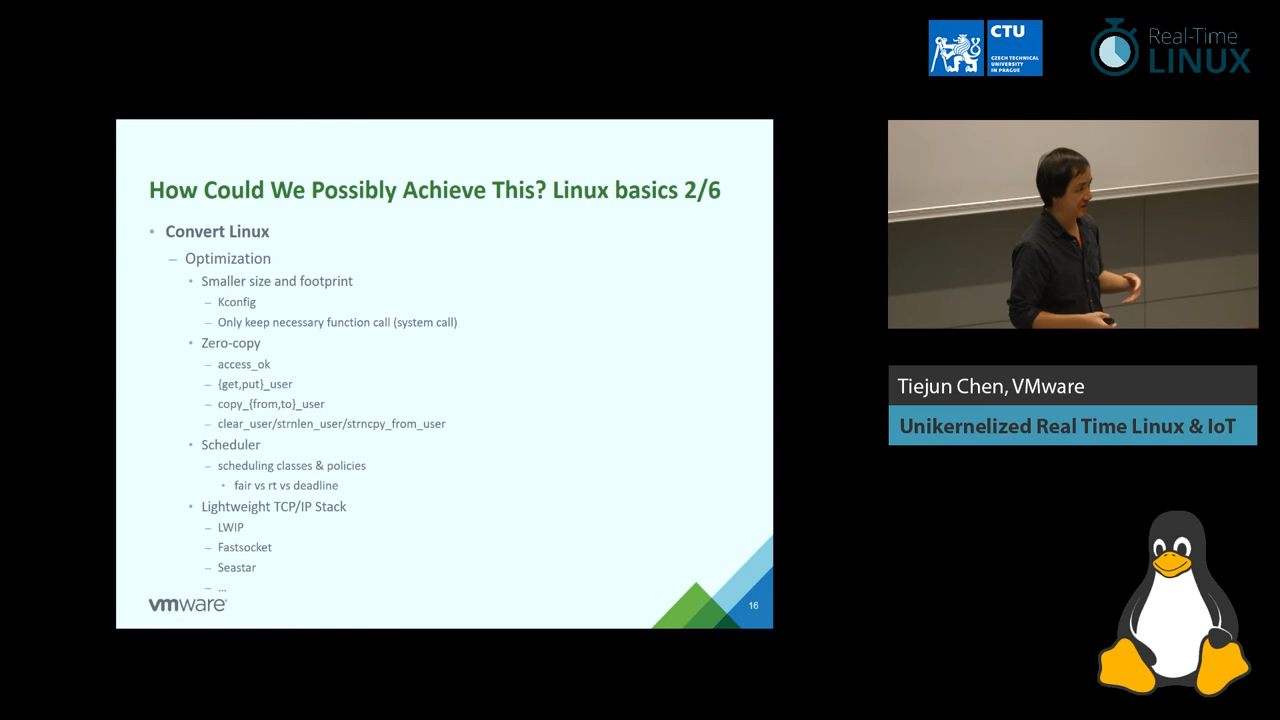 CTU
CZECH TECHNICAL
UNIVERSITY
IN PRAGUE
Real-Time
LINUX
How Could We Possibly Achieve This? Linux basics 2/6
• Convert Linux
– Optimization
• Smaller size and footprint
– Kconfig
– Only keep necessary function call (system call)
• Zero-copy
– access_ok
– {get,put}_user
– copy_{from,to}_user
– clear_user/strnlen_user/strncpy_from_user
• Scheduler
– scheduling classes & policies
• fair vs rt vs deadline
• Lightweight TCP/IP Stack
– LWIP
– Fastsocket
– Seastar
– ...
vmware®
16
Tiejun Chen, VMware
Unikernelized Real Time Linux & IoT